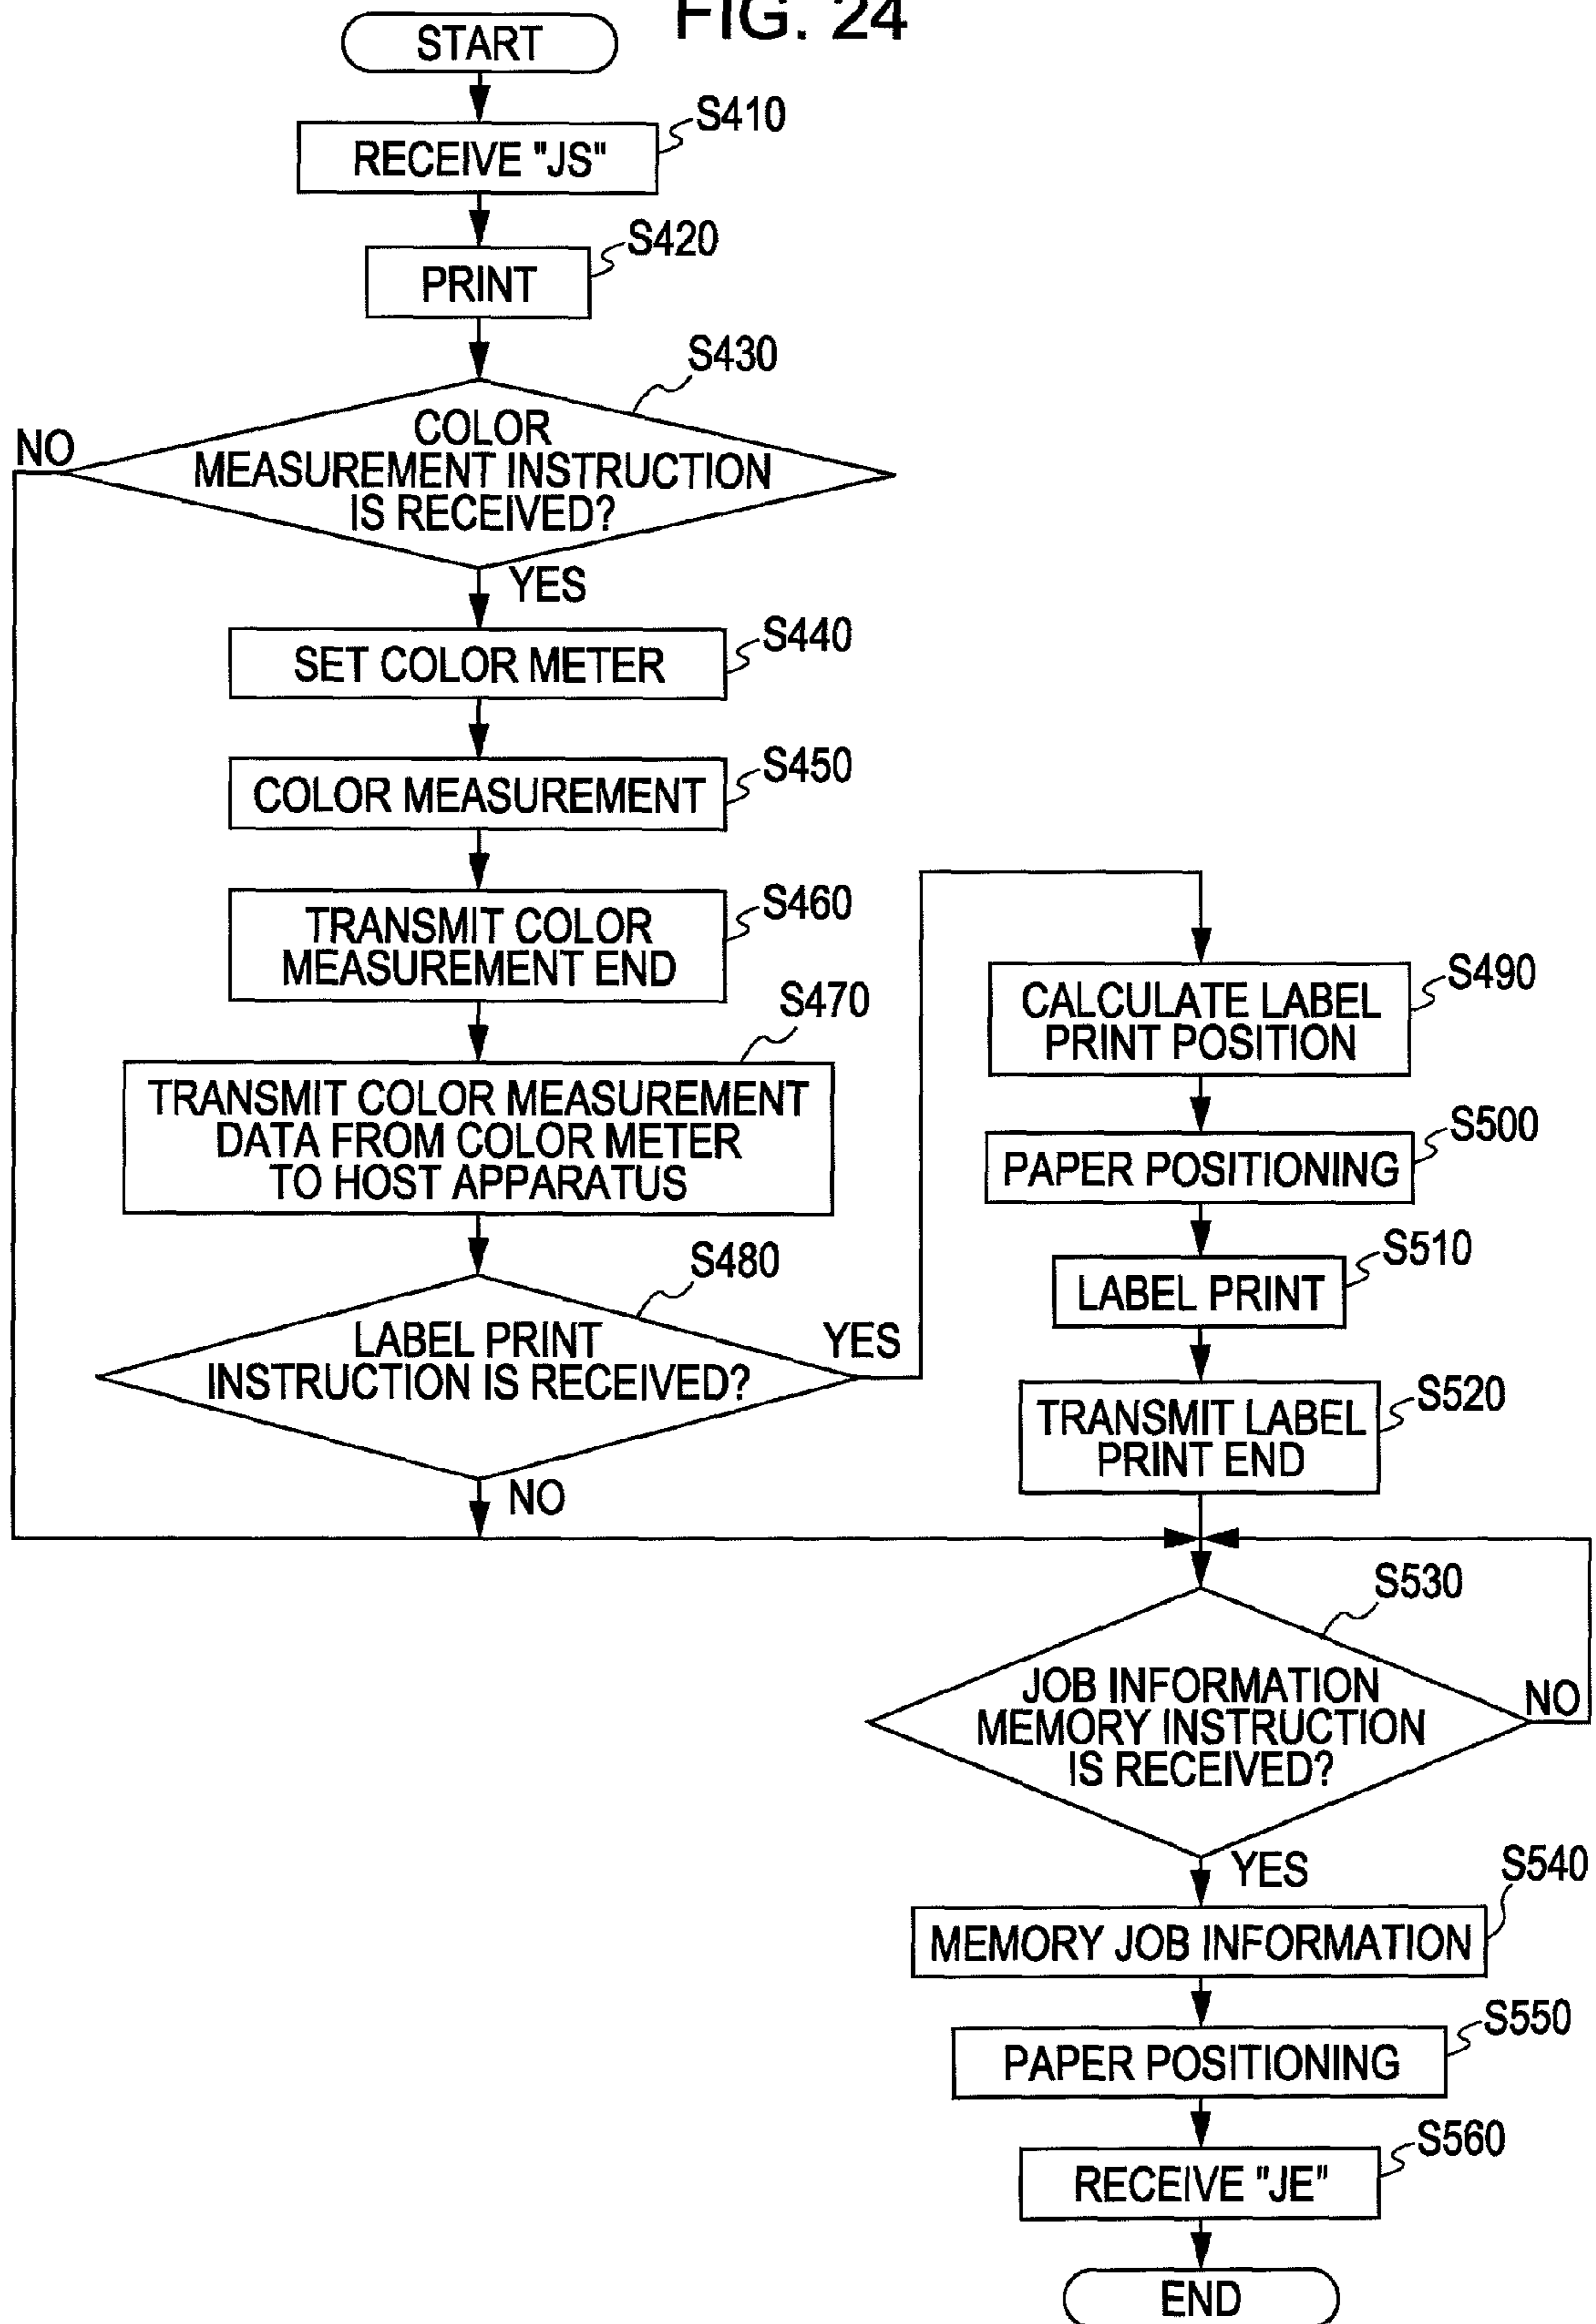 FIG. 24
START
S410
RECEIVE "JS"
S420
PRINT
S430
COLOR
MEASUREMENT INSTRUCTION
IS RECEIVED?
NO
YES
S440
SET COLOR METER
S450
COLOR MEASUREMENT
S460
TRANSMIT COLOR
MEASUREMENT END
S470
TRANSMIT COLOR MEASUREMENT
DATA FROM COLOR METER
TO HOST APPARATUS
S480
LABEL PRINT
INSTRUCTION IS RECEIVED?
YES
NO
S490
CALCULATE LABEL
PRINT POSITION
S500
PAPER POSITIONING
S510
LABEL PRINT
S520
TRANSMIT LABEL
PRINT END
S530
JOB INFORMATION
MEMORY INSTRUCTION
IS RECEIVED?
NO
YES
S540
MEMORY JOB INFORMATION
S550
PAPER POSITIONING
S560
RECEIVE "JE"
END